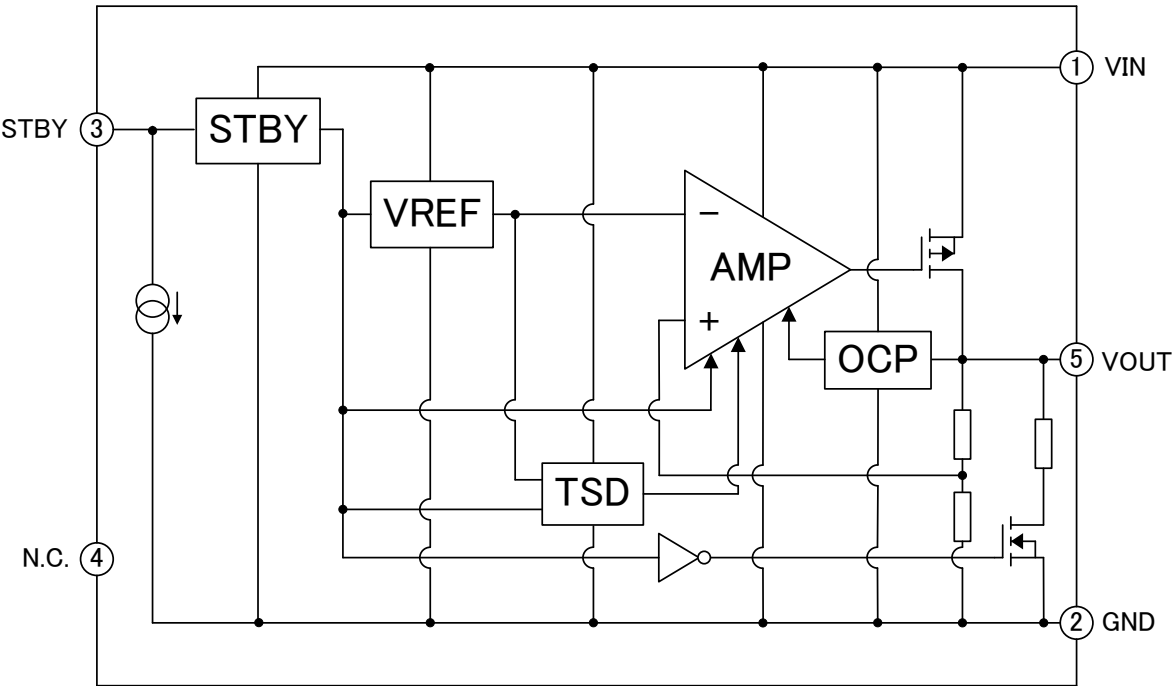 1 VIN
STBY 3
STBY
VREF
−
AMP
+
OCP
5 VOUT
TSD
N.C. 4
2 GND